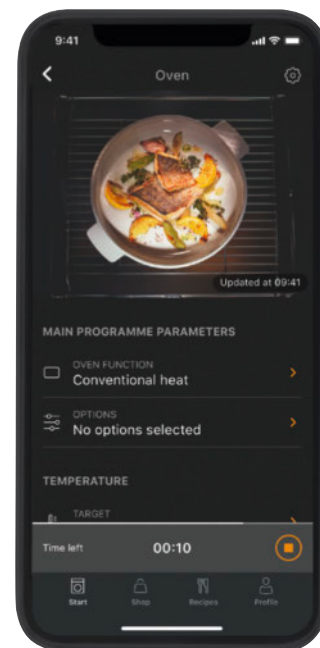 9:41
Oven
Updated at 09:41
MAIN PROGRAMME PARAMETERS
OVEN FUNCTION
Conventional heat
OPTIONS
No options selected
TEMPERATURE
TARGET
Time left 00:10
Start Shop Recipes Profile